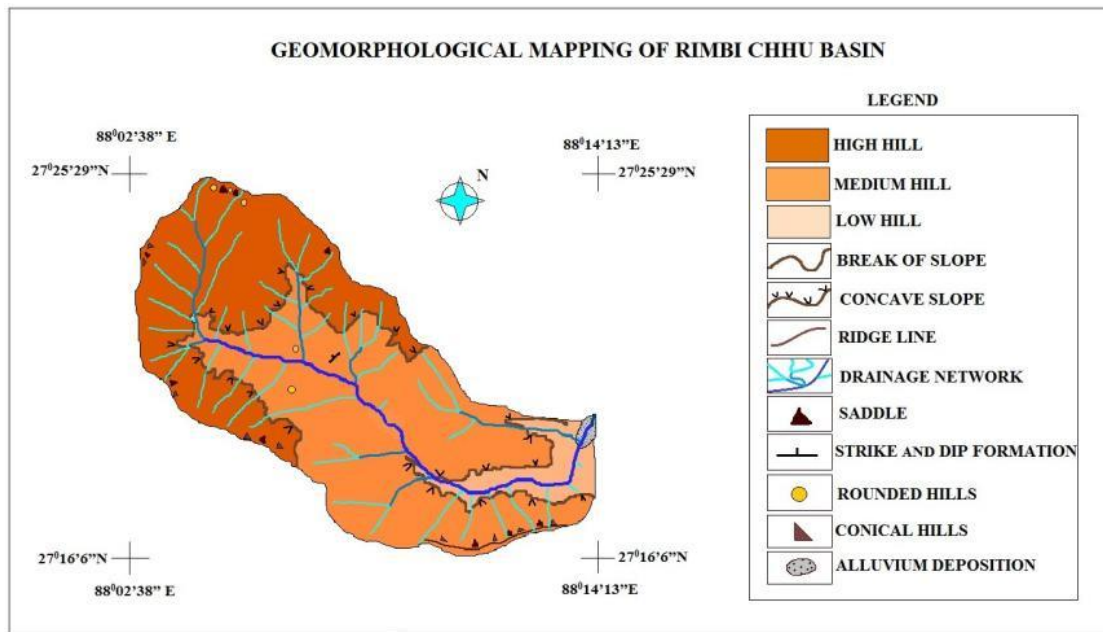 GEOMORPHOLOGICAL MAPPING OF RIMBI CHHU BASIN
88⁰02’38” E
88⁰14’13”E
27⁰25’29”N
27⁰25’29”N
N
27⁰16’6”N
27⁰16’6”N
88⁰02’38” E
88⁰14’13”E
LEGEND
HIGH HILL
MEDIUM HILL
LOW HILL
BREAK OF SLOPE
CONCAVE SLOPE
RIDGE LINE
DRAINAGE NETWORK
SADDLE
STRIKE AND DIP FORMATION
ROUNDED HILLS
CONICAL HILLS
ALLUVIUM DEPOSITION